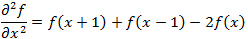 ∂²f/∂x² = f(x + 1) + f(x − 1) − 2f(x)